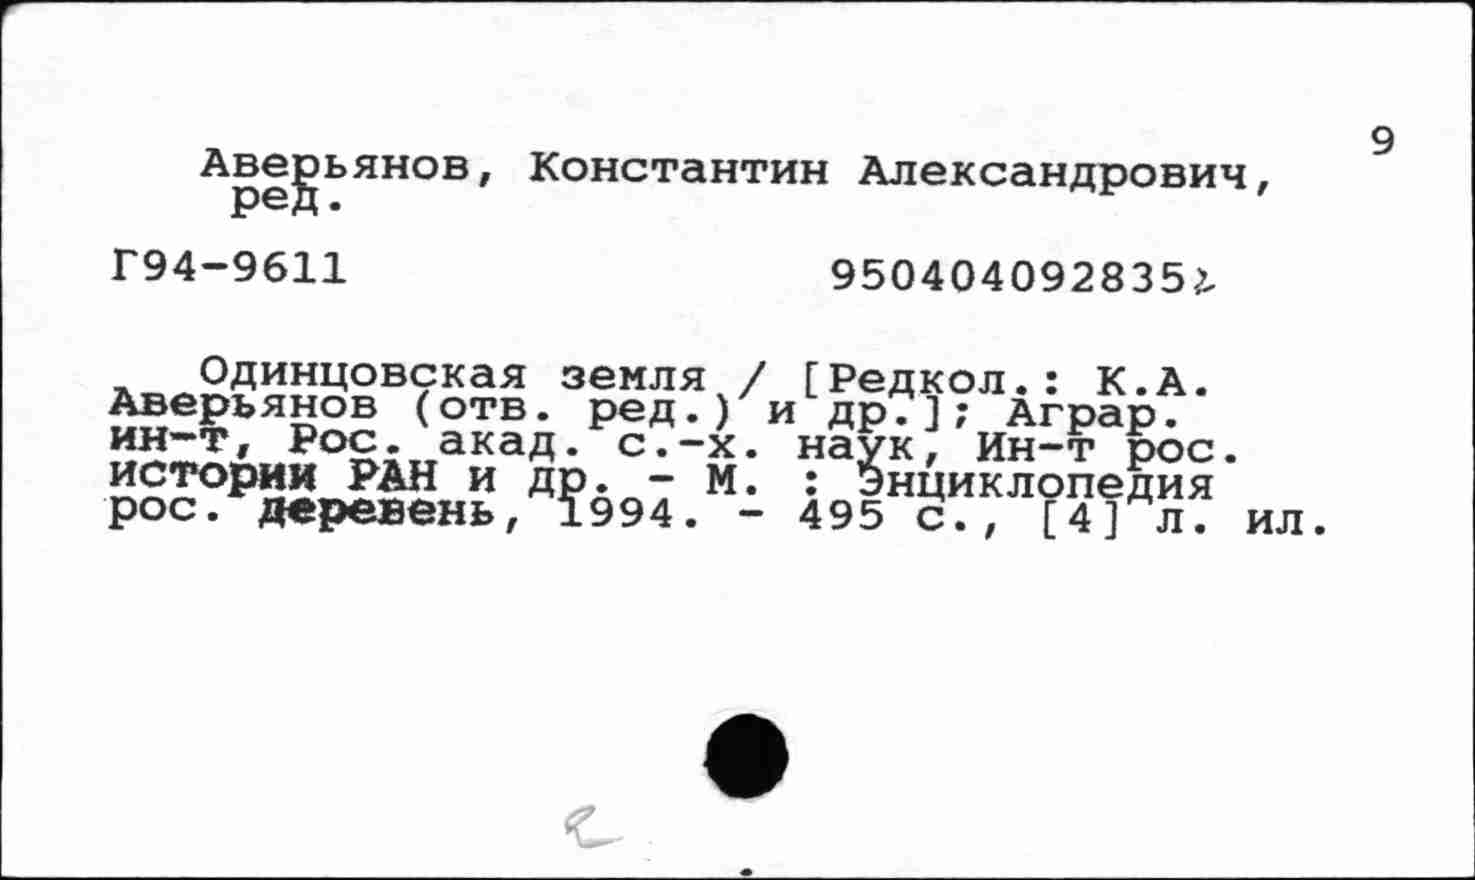 9
Аверьянов, Константин Александрович,
ред.
Г94-9611
950404092835
Одинцовская земля / [Редкол.: К.А.
Аверьянов (отв. ред.) и др.]; Аграр.
ин-т, Рос. акад. с.-х. наук, Ин-т рос.
истории РАН и др. - М. : Энциклопедия
рос. деревень, 1994. - 495 с., [4] л. ил.